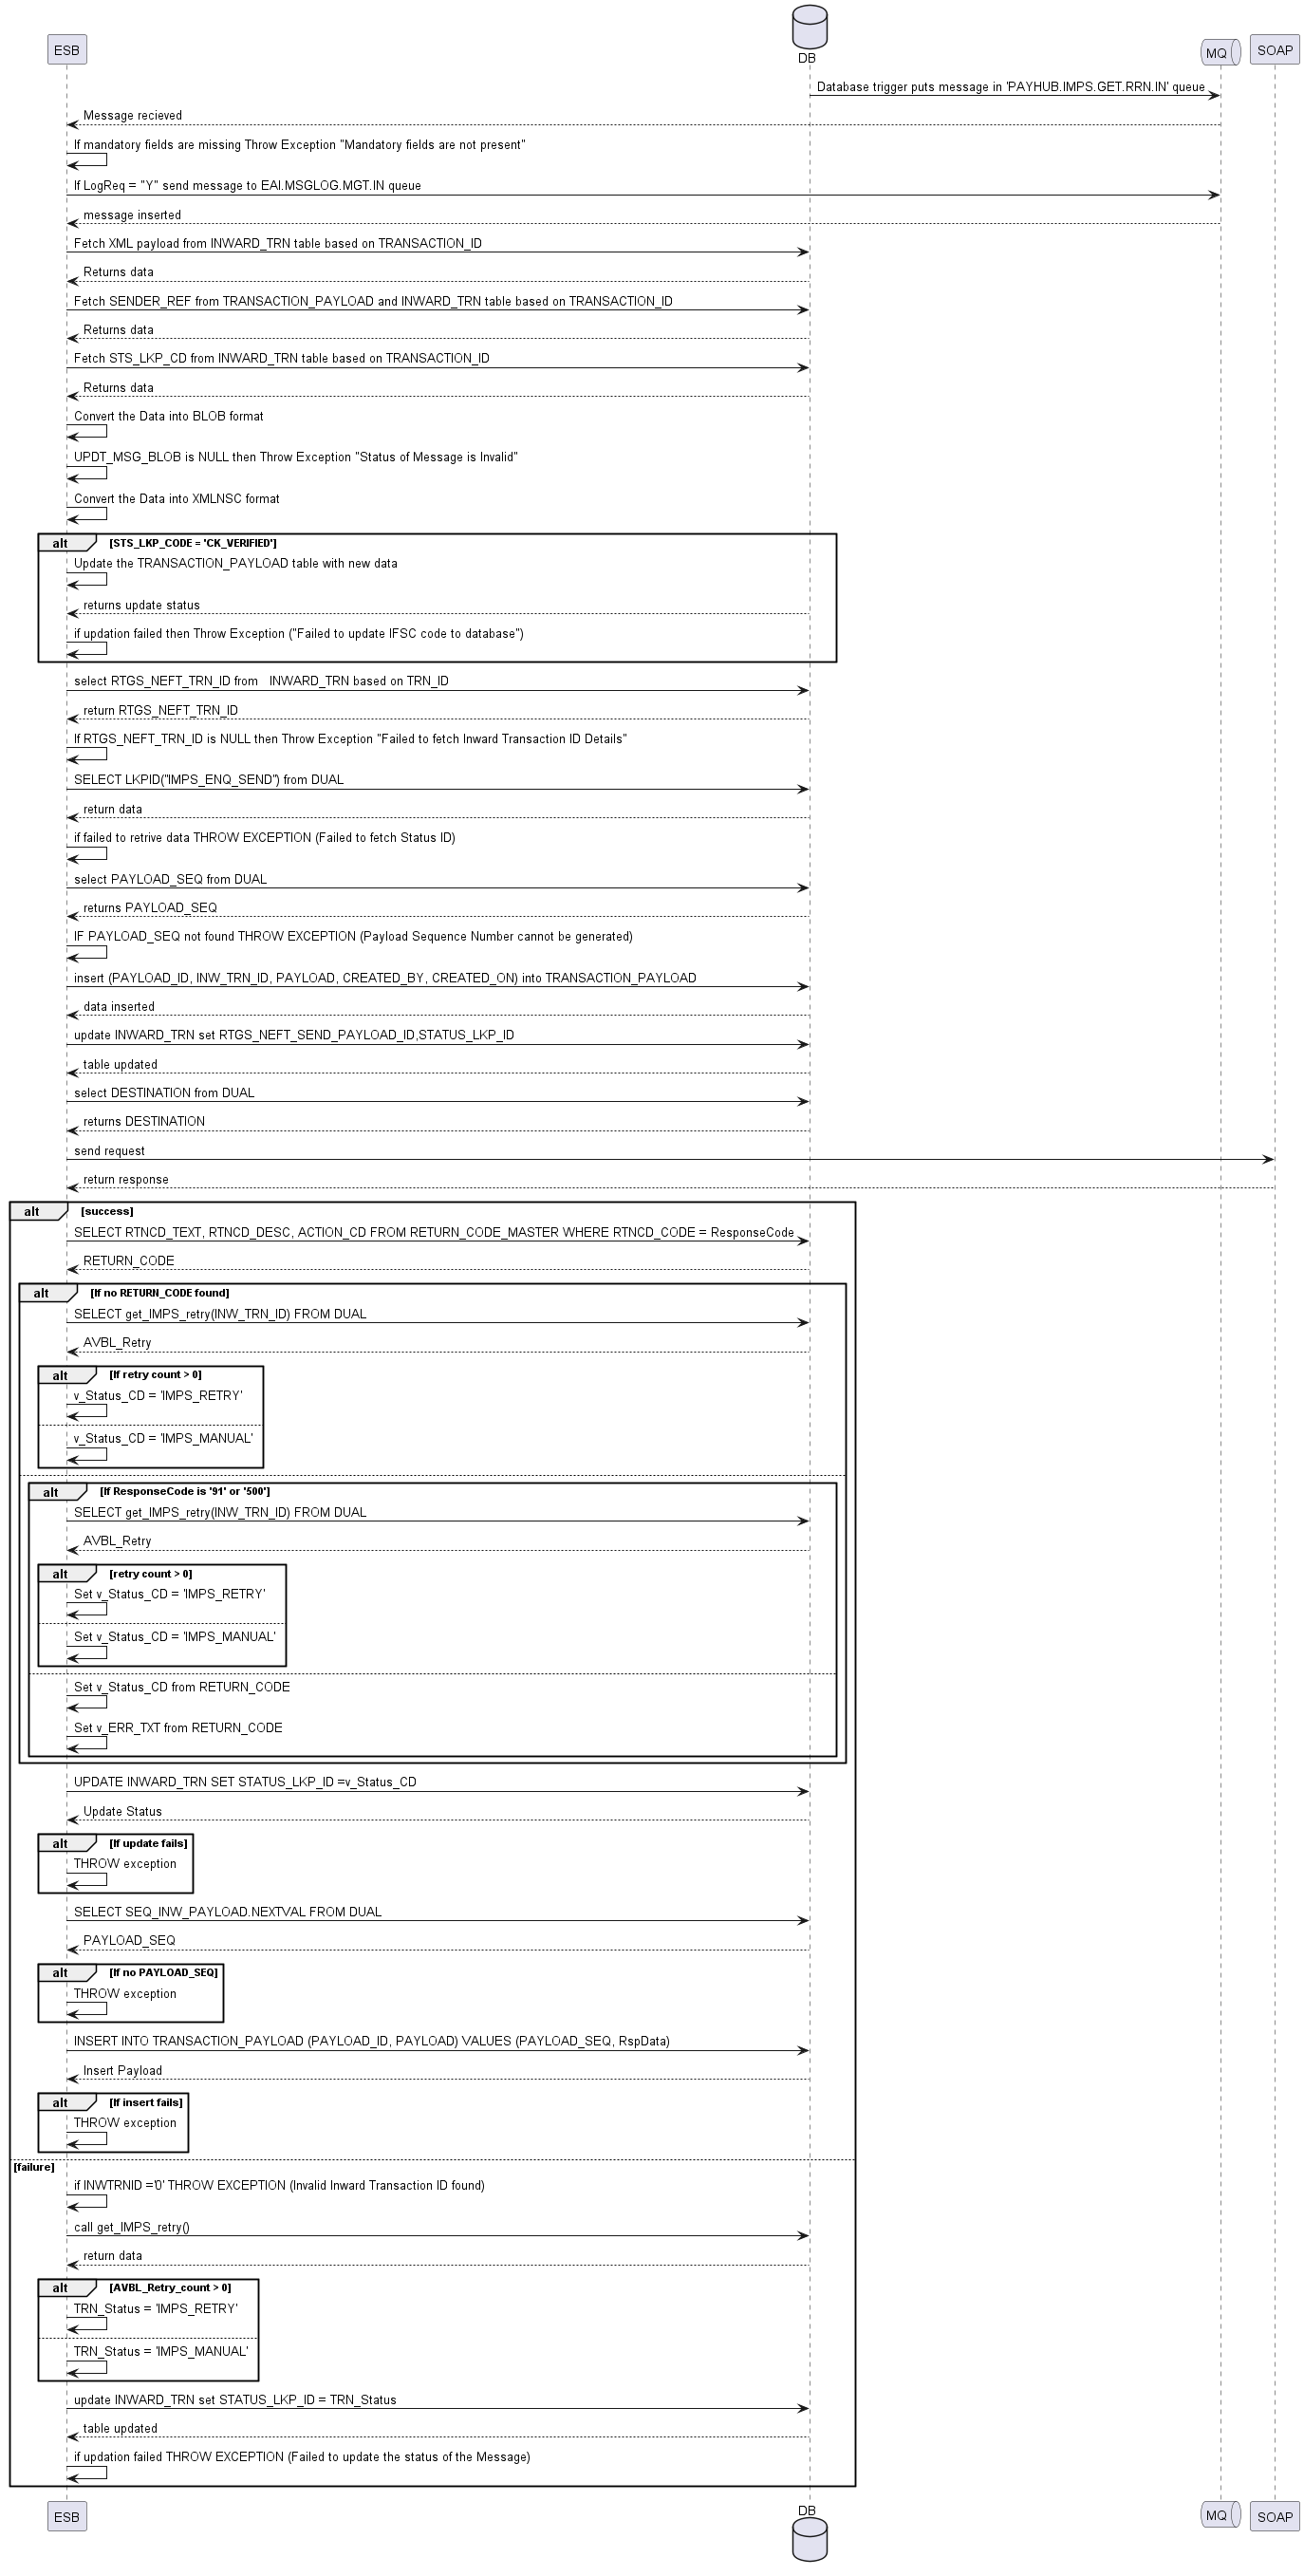 ESB
DB
MQ
SOAP
Database trigger puts message in 'PAYHUB.IMPS.GET.RRN.IN' queue
Message recieved
If mandatory fields are missing Throw Exception "Mandatory fields are not present"
If LogReq = "Y" send message to EAI.MSGLOG.MGT.IN queue
message inserted
Fetch XML payload from INWARD_TRN table based on TRANSACTION_ID
Returns data
Fetch SENDER_REF from TRANSACTION_PAYLOAD and INWARD_TRN table based on TRANSACTION_ID
Returns data
Fetch STS_LKP_CD from INWARD_TRN table based on TRANSACTION_ID
Returns data
Convert the Data into BLOB format
UPDT_MSG_BLOB is NULL then Throw Exception "Status of Message is Invalid"
Convert the Data into XMLNSC format
alt [STS_LKP_CODE = 'CK_VERIFIED']
Update the TRANSACTION_PAYLOAD table with new data
returns update status
if updation failed then Throw Exception ("Failed to update IFSC code to database")
select RTGS_NEFT_TRN_ID from INWARD_TRN based on TRN_ID
return RTGS_NEFT_TRN_ID
If RTGS_NEFT_TRN_ID is NULL then Throw Exception "Failed to fetch Inward Transaction ID Details"
SELECT LKPID("IMPS_ENQ_SEND") from DUAL
return data
if failed to retrive data THROW EXCEPTION (Failed to fetch Status ID)
select PAYLOAD_SEQ from DUAL
returns PAYLOAD_SEQ
IF PAYLOAD_SEQ not found THROW EXCEPTION (Payload Sequence Number cannot be generated)
insert (PAYLOAD_ID, INW_TRN_ID, PAYLOAD, CREATED_BY, CREATED_ON) into TRANSACTION_PAYLOAD
data inserted
update INWARD_TRN set RTGS_NEFT_SEND_PAYLOAD_ID,STATUS_LKP_ID
table updated
select DESTINATION from DUAL
returns DESTINATION
send request
return response
alt [success]
SELECT RTNCD_TEXT, RTNCD_DESC, ACTION_CD FROM RETURN_CODE_MASTER WHERE RTNCD_CODE = ResponseCode
RETURN_CODE
alt [If no RETURN_CODE found]
SELECT get_IMPS_retry(INW_TRN_ID) FROM DUAL
AVBL_Retry
alt [If retry count > 0]
v_Status_CD = 'IMPS_RETRY'
v_Status_CD = 'IMPS_MANUAL'
alt [If ResponseCode is '91' or '500']
SELECT get_IMPS_retry(INW_TRN_ID) FROM DUAL
AVBL_Retry
alt [retry count > 0]
Set v_Status_CD = 'IMPS_RETRY'
Set v_Status_CD = 'IMPS_MANUAL'
Set v_Status_CD from RETURN_CODE
Set v_ERR_TXT from RETURN_CODE
UPDATE INWARD_TRN SET STATUS_LKP_ID =v_Status_CD
Update Status
alt [If update fails]
THROW exception
SELECT SEQ_INW_PAYLOAD.NEXTVAL FROM DUAL
PAYLOAD_SEQ
alt [If no PAYLOAD_SEQ]
THROW exception
INSERT INTO TRANSACTION_PAYLOAD (PAYLOAD_ID, PAYLOAD) VALUES (PAYLOAD_SEQ, RspData)
Insert Payload
alt [If insert fails]
THROW exception
[failure]
if INWTRNID ='0' THROW EXCEPTION (Invalid Inward Transaction ID found)
call get_IMPS_retry()
return data
alt [AVBL_Retry_count > 0]
TRN_Status = 'IMPS_RETRY'
TRN_Status = 'IMPS_MANUAL'
update INWARD_TRN set STATUS_LKP_ID = TRN_Status
table updated
if updation failed THROW EXCEPTION (Failed to update the status of the Message)
ESB
DB
MQ
SOAP